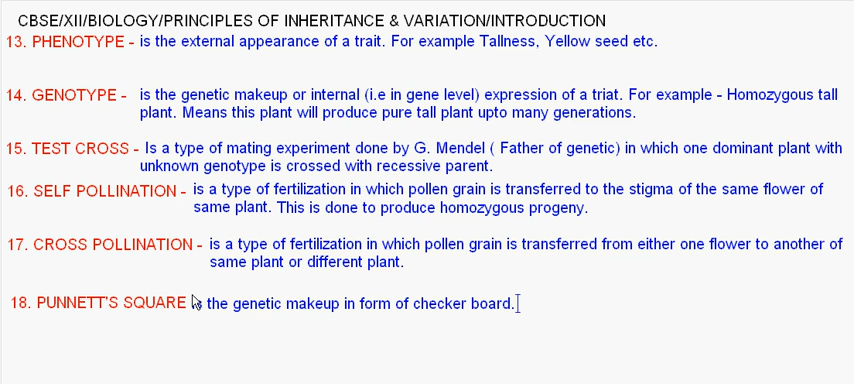 CBSE/XII/BIOLOGY/PRINCIPLES OF INHERITANCE & VARIATION/INTRODUCTION
13. PHENOTYPE - is the external appearance of a trait. For example Tallness, Yellow seed etc.
14. GENOTYPE - is the genetic makeup or internal (i.e in gene level) expression of a triat. For example - Homozygous tall
plant. Means this plant will produce pure tall plant upto many generations.
15. TEST CROSS - Is a type of mating experiment done by G. Mendel ( Father of genetic) in which one dominant plant with
unknown genotype is crossed with recessive parent.
16. SELF POLLINATION - is a type of fertilization in which pollen grain is transferred to the stigma of the same flower of
same plant. This is done to produce homozygous progeny.
17. CROSS POLLINATION - is a type of fertilization in which pollen grain is transferred from either one flower to another of
same plant or different plant.
18. PUNNETT'S SQUARE the genetic makeup in form of checker board.